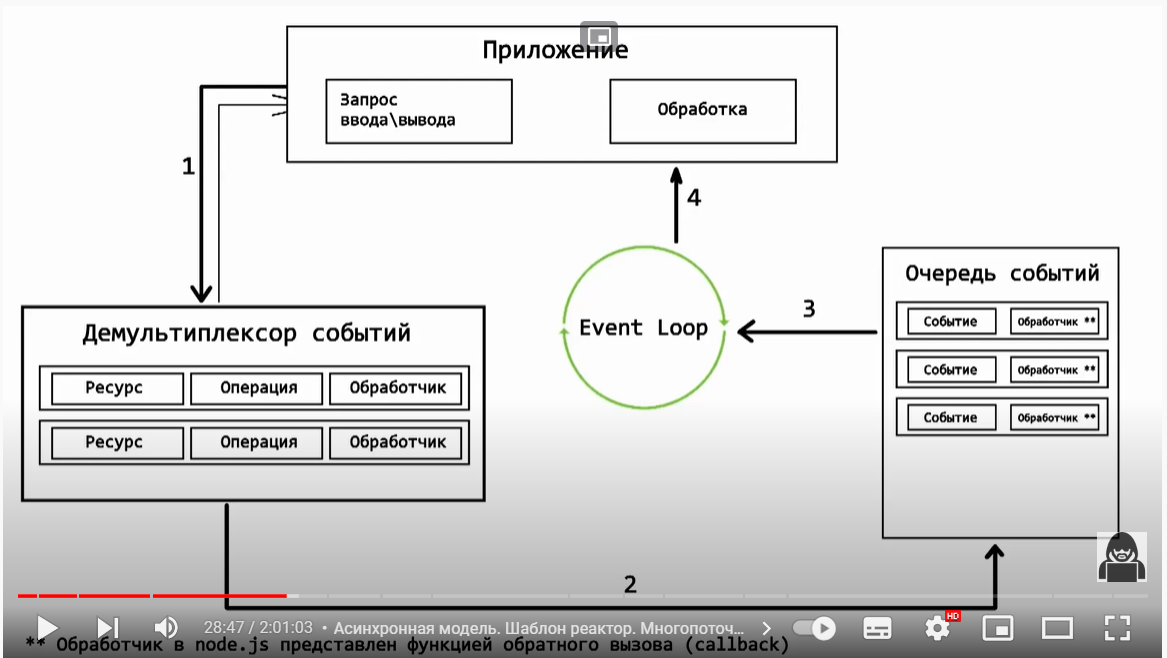 Приложение
Запрос
ввода\вывода
Обработка
1
4
Очередь событий
Событие
Обработчик **
Событие
Обработчик **
Событие
Обработчик **
3
Event Loop
Демультиплексор событий
Ресурс
Операция
Обработчик
Ресурс
Операция
Обработчик
2
28:47 / 2:01:03 • Асинхронная модель. Шаблон реактор. Многопоточ...
HD
** Обработчик в node.js представлен функцией обратного вызова (callback)